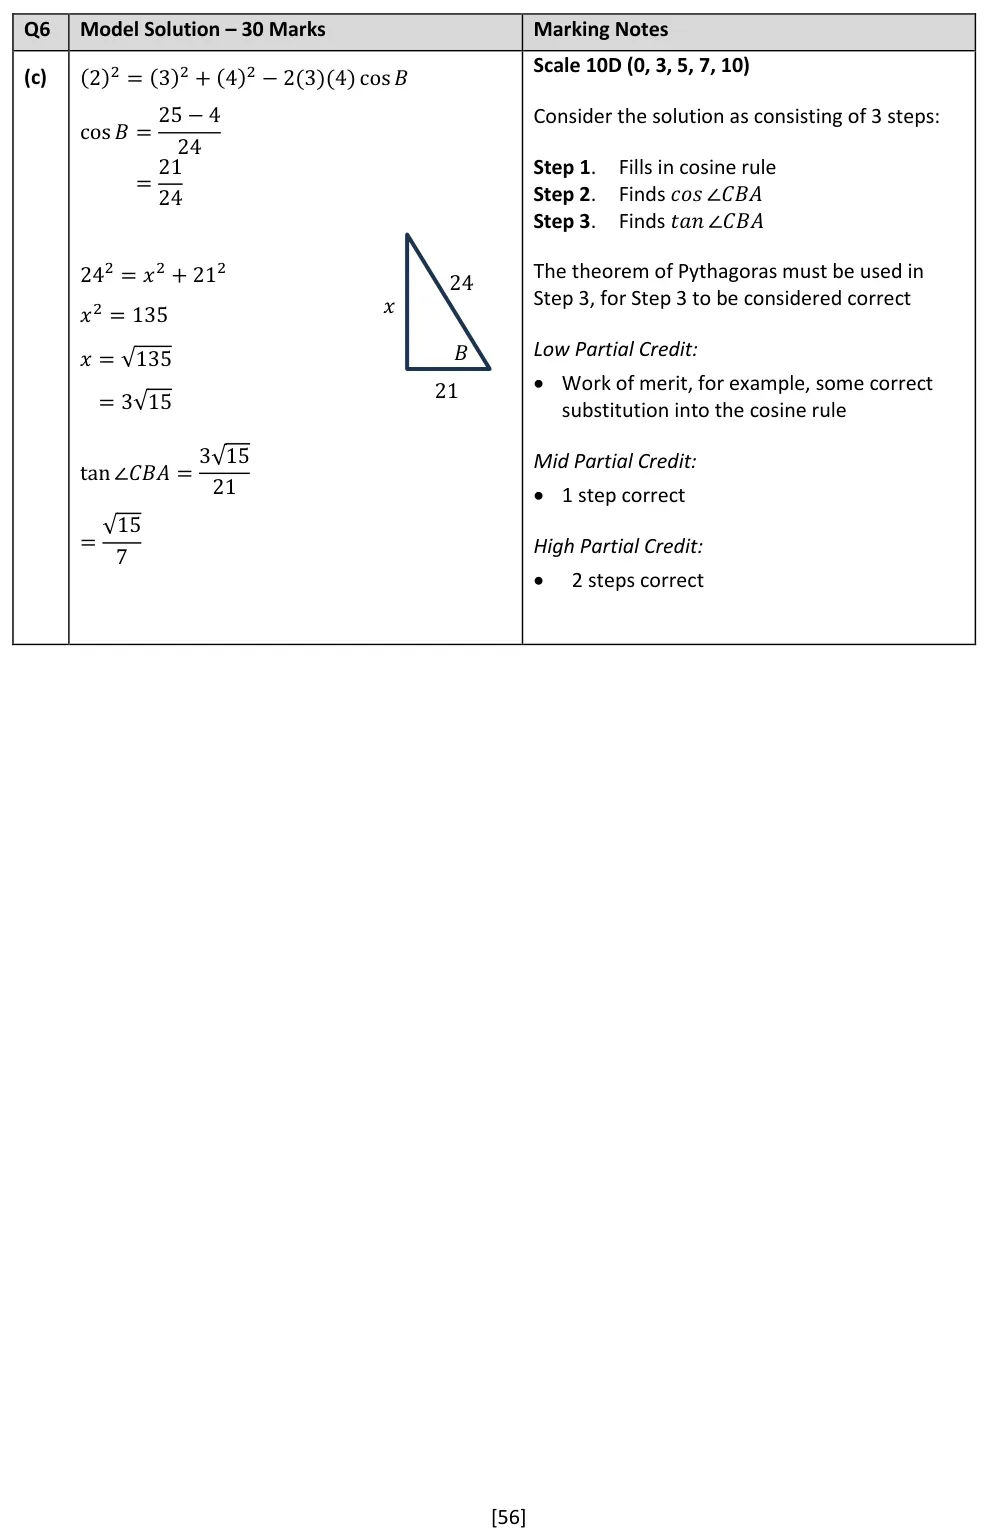 Q6 Model Solution – 30 Marks Marking Notes
(c)
(2)² = (3)² + (4)² − 2(3)(4) cos B
cos B = (25 − 4)/24
= 21/24
24² = x² + 21²
x² = 135
x = √135
= 3√15
x
24
B
21
tan ∠CBA = 3√15/21
= √15/7
Scale 10D (0, 3, 5, 7, 10)
Consider the solution as consisting of 3 steps:
Step 1. Fills in cosine rule
Step 2. Finds cos ∠CBA
Step 3. Finds tan ∠CBA
The theorem of Pythagoras must be used in
Step 3, for Step 3 to be considered correct
Low Partial Credit:
• Work of merit, for example, some correct
substitution into the cosine rule
Mid Partial Credit:
• 1 step correct
High Partial Credit:
• 2 steps correct
[56]